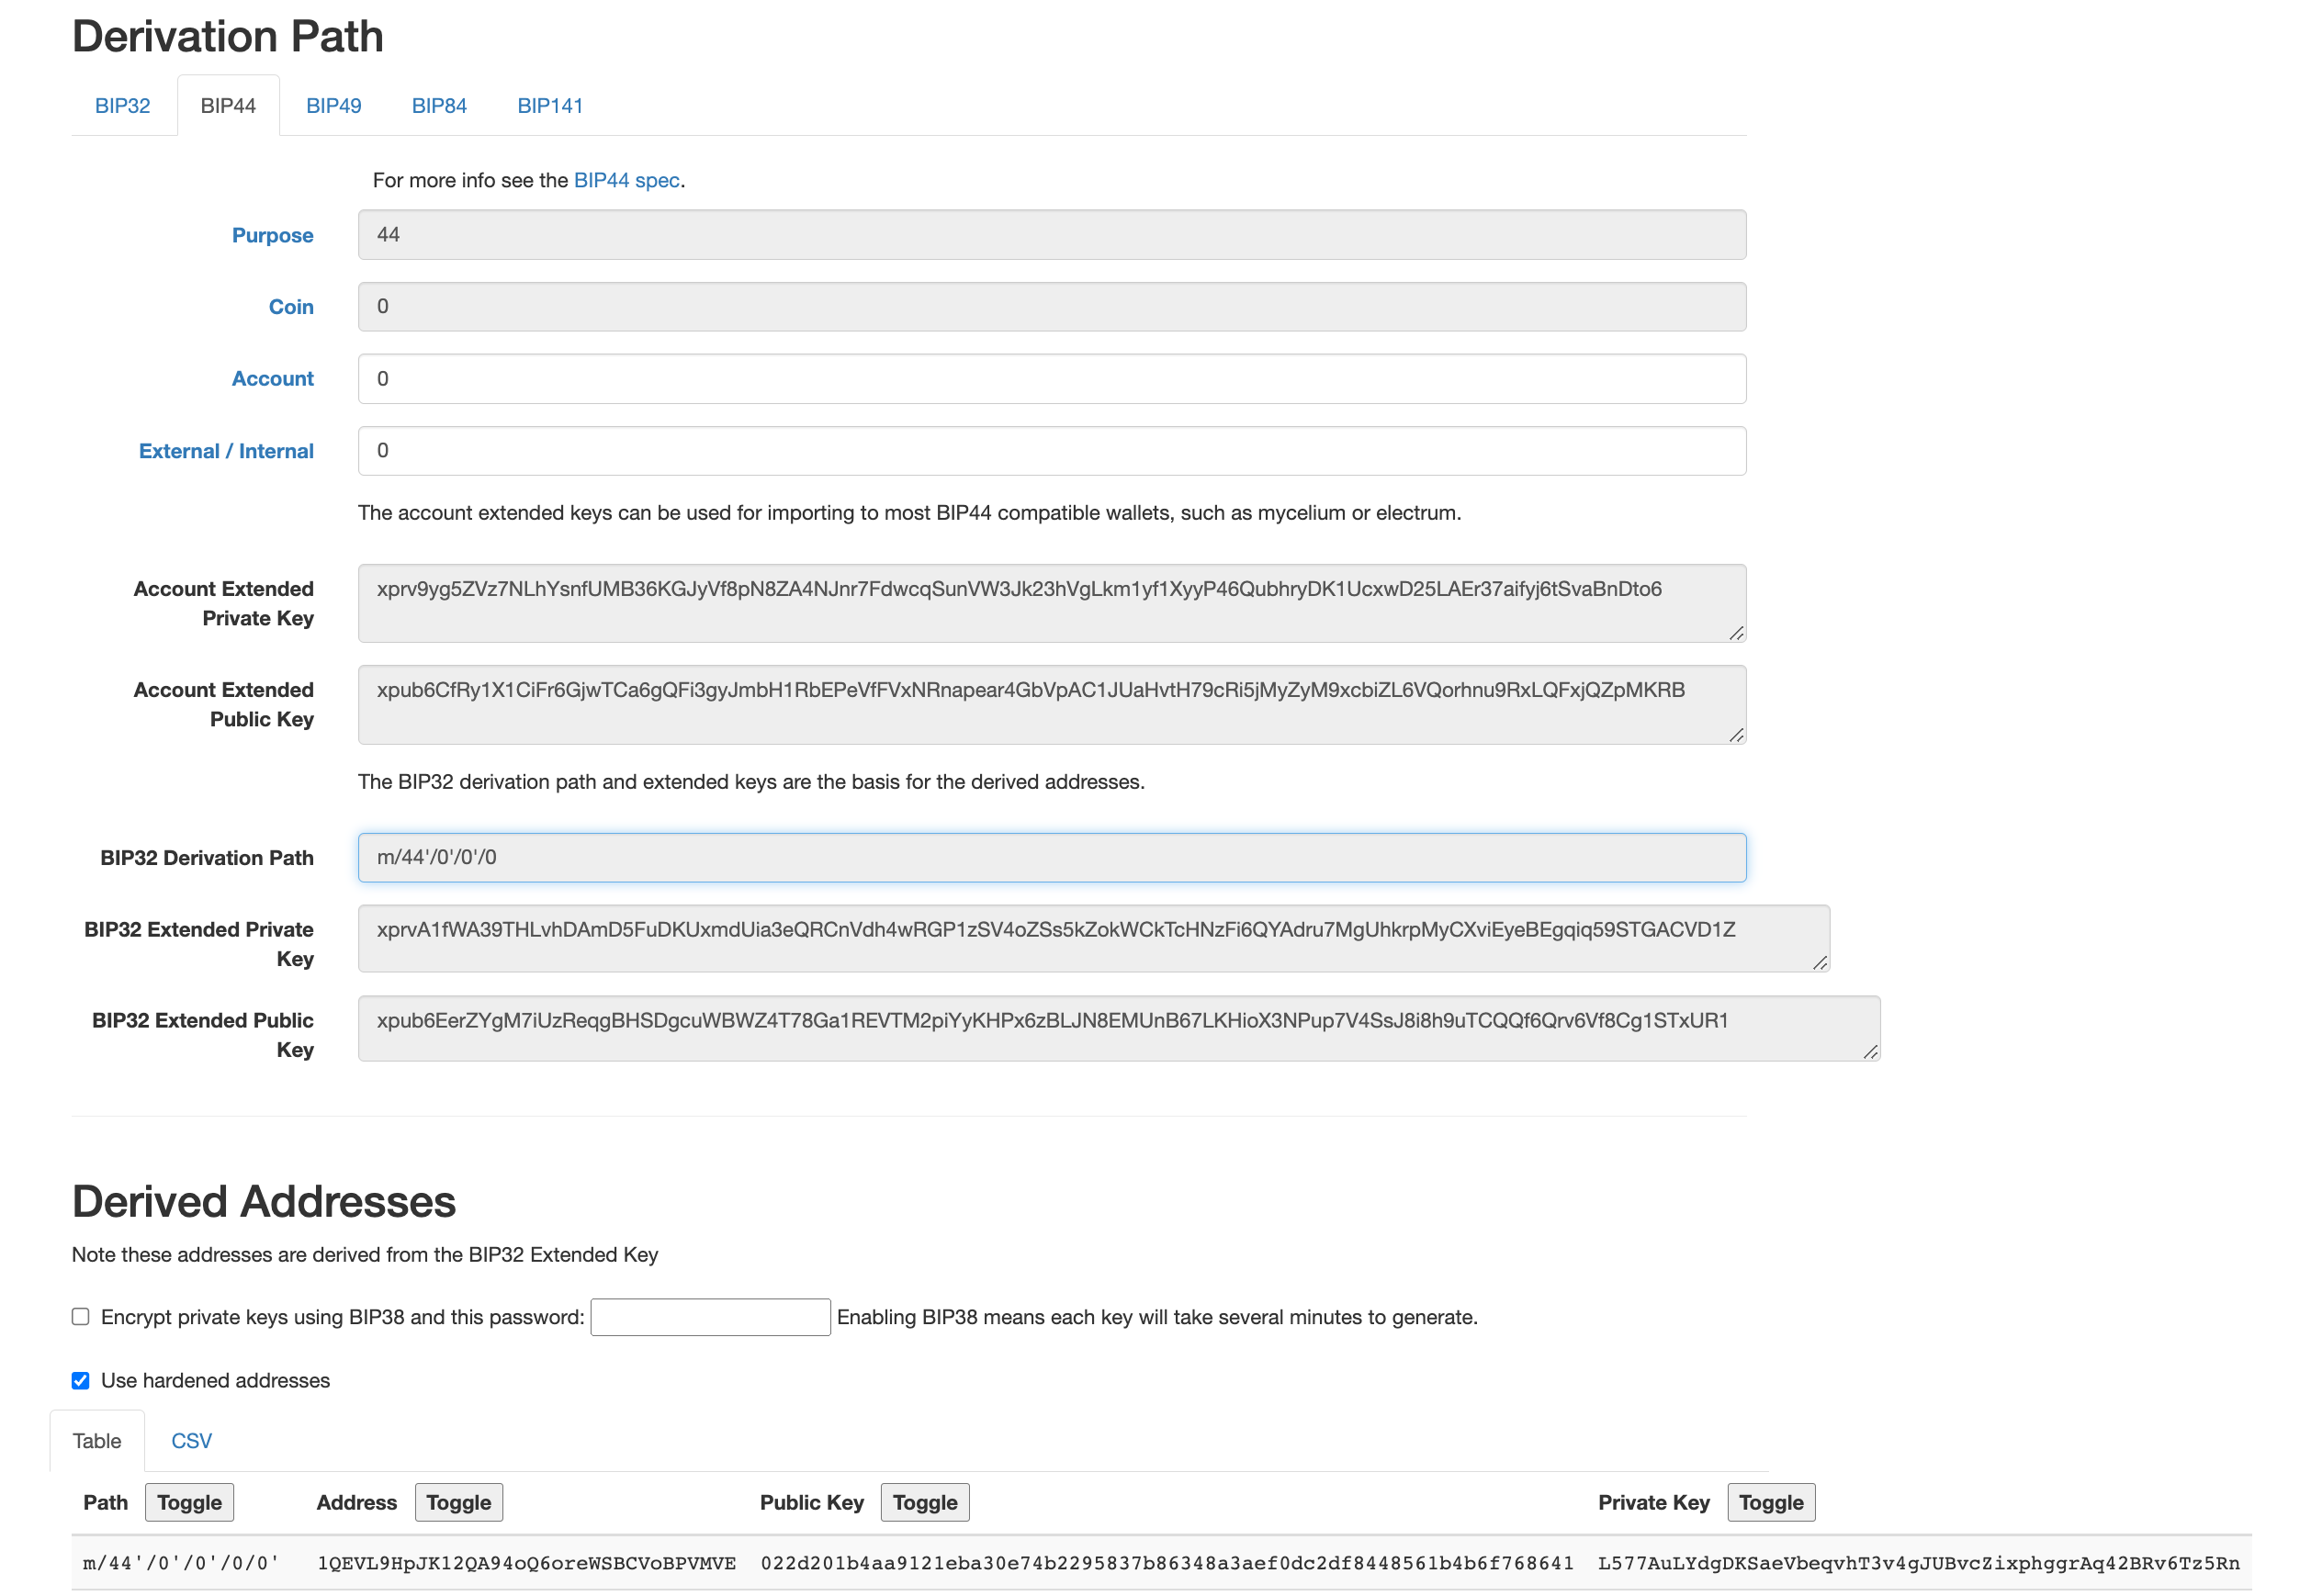 Derivation Path
BIP32 BIP44 BIP49 BIP84 BIP141
For more info see the BIP44 spec.
Purpose 44
Coin 0
Account 0
External / Internal 0
The account extended keys can be used for importing to most BIP44 compatible wallets, such as mycelium or electrum.
Account Extended Private Key xprv9yg5ZVz7NLhYsnfUMB36KGJyVf8pN8ZA4NJnr7FdwcqSunVW3Jk23hVgLkm1yf1XyyP46QubhryDK1UcxwD25LAEr37aifyj6tSvaBnDto6
Account Extended Public Key xpub6CfRy1X1CiFr6GjwTCa6gQFi3gyJmbH1RbEPeVfFVxNRnapear4GbVpAC1JUaHvtH79cRi5jMyZyM9xcbiZL6VQorhnu9RxLQFxjQZpMKRB
The BIP32 derivation path and extended keys are the basis for the derived addresses.
BIP32 Derivation Path m/44'/0'/0'/0
BIP32 Extended Private Key xprvA1fWA39THLvhDAmD5FuDKUxmdUia3eQRCnVdh4wRGP1zSV4oZSs5kZokWCkTcHNzFi6QYAdru7MgUhkrpMyCXviEyeBEgqiq59STGACVD1Z
BIP32 Extended Public Key xpub6EerZYgM7iUzReqgBHSDgcuWBWZ4T78Ga1REVTM2piYyKHPx6zBLJN8EMUnB67LKHioX3NPup7V4SsJ8i8h9uTCQQf6Qrv6Vf8Cg1STxUR1
Derived Addresses
Note these addresses are derived from the BIP32 Extended Key
Encrypt private keys using BIP38 and this password: Enabling BIP38 means each key will take several minutes to generate.
Use hardened addresses
Table CSV
Path Toggle Address Toggle Public Key Toggle Private Key Toggle
m/44'/0'/0'/0/0' 1QEVL9HpJK12QA94oQ6oreWSBCVoBPVMVE 022d201b4aa9121eba30e74b2295837b86348a3aef0dc2df8448561b4b6f768641 L577AuLYdgDKSaeVbeqvhT3v4gJUBvcZixphggrAq42BRv6Tz5Rn